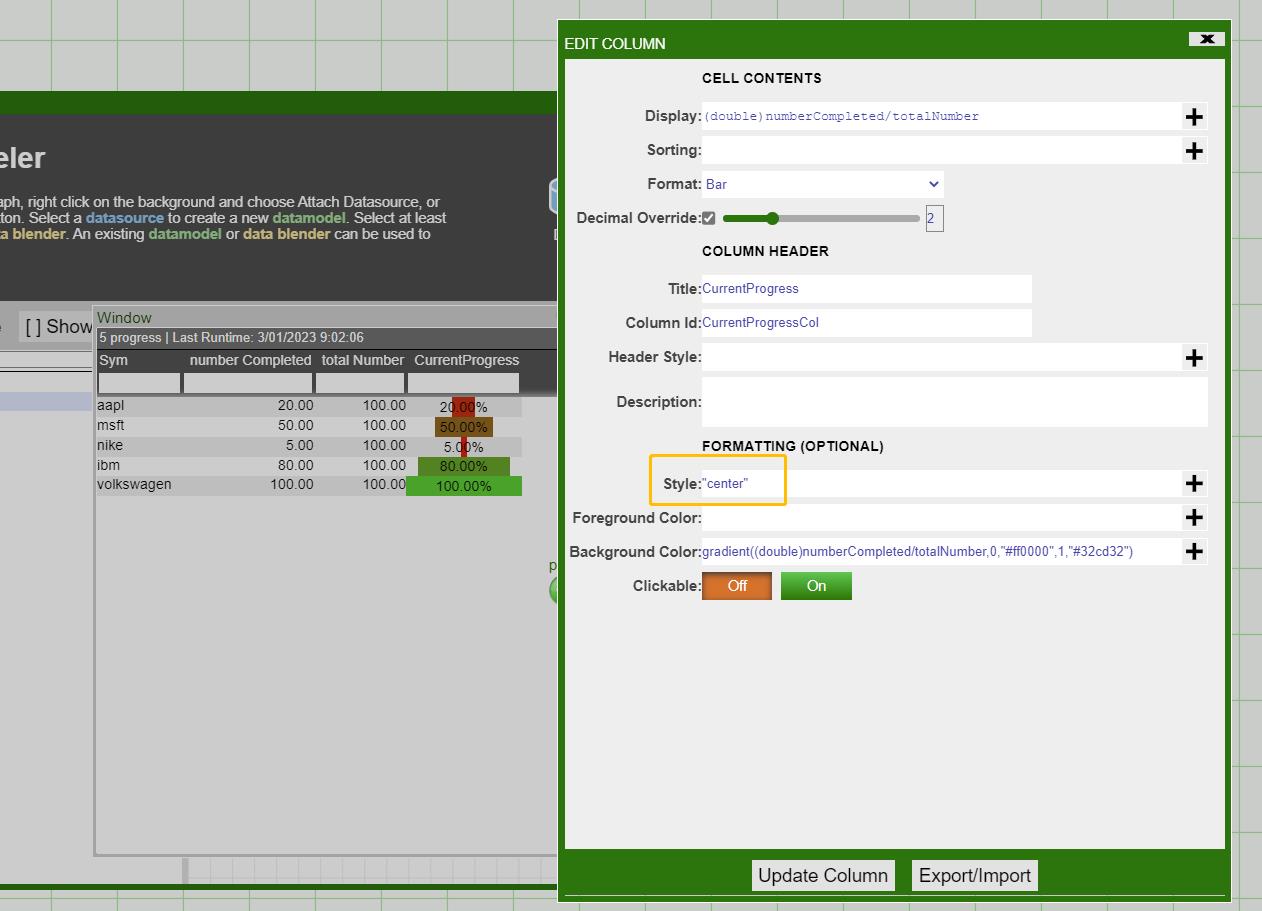 EDIT COLUMN
CELL CONTENTS
Display: (double)numberCompleted/totalNumber
Sorting:
Format: Bar
Decimal Override: 2
COLUMN HEADER
Title: CurrentProgress
Column Id: CurrentProgressCol
Header Style:
Description:
FORMATTING (OPTIONAL)
Style: "center"
Foreground Color:
Background Color: gradient((double)numberCompleted/totalNumber,0,"#ff0000",1,"#32cd32")
Clickable: Off On
Update Column Export/Import
eler
aph, right click on the background and choose Attach Datasource, or
ton. Select a datasource to create a new datamodel. Select at least
ta blender. An existing datamodel or data blender can be used to
[ ] Show
Window
5 progress | Last Runtime: 3/01/2023 9:02:06
Sym number Completed total Number CurrentProgress
aapl 20.00 100.00 20.00%
msft 50.00 100.00 50.00%
nike 5.00 100.00 5.00%
ibm 80.00 100.00 80.00%
volkswagen 100.00 100.00 100.00%